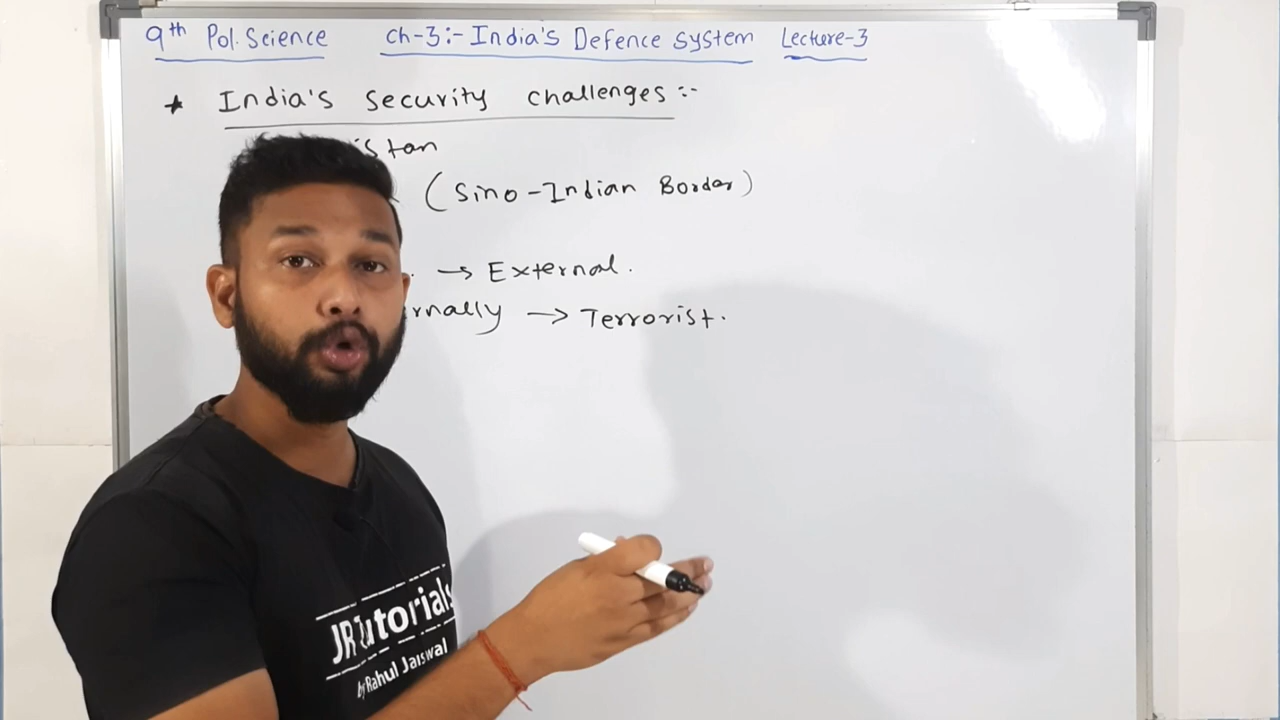 9th Pol. Science Ch-3:- India's Defence system Lecture-3
* India's security challenges :-
stan
(Sino-Indian Border)
→ External.
rnally → Terrorist.
JR Tutorials
by Rahul Jaiswal